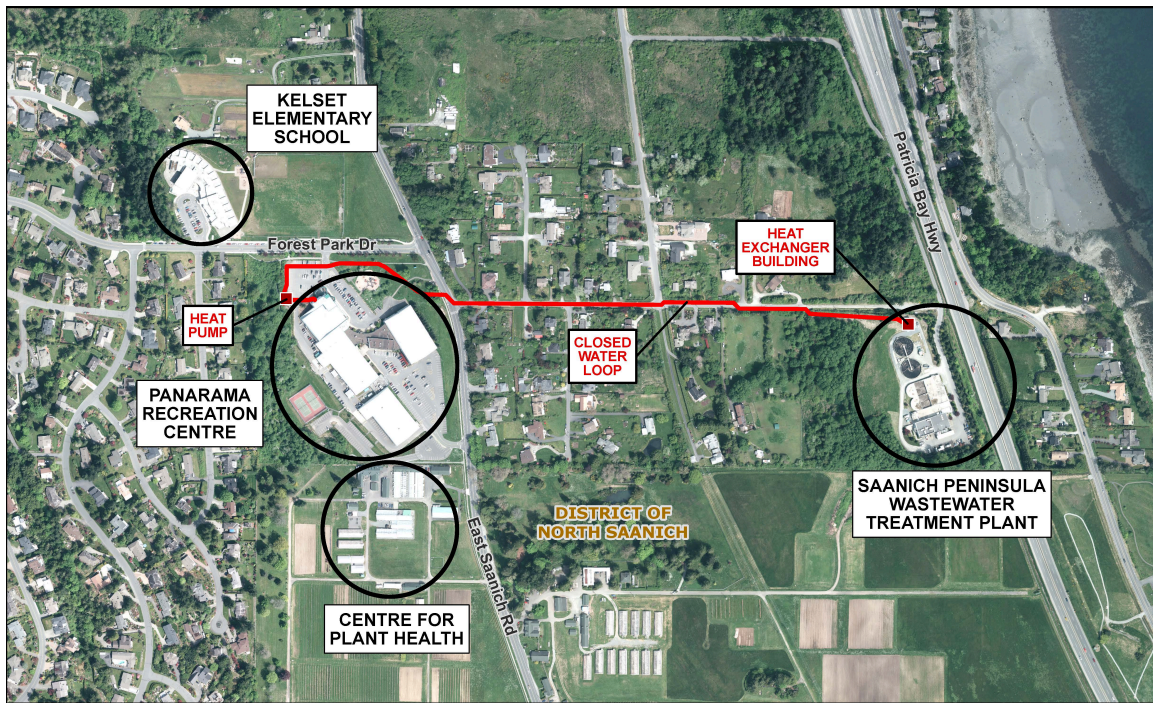 KELSET
ELEMENTARY
SCHOOL
Patricia Bay Hwy
Forest Park Dr
HEAT
EXCHANGER
BUILDING
HEAT
PUMP
CLOSED
WATER
LOOP
PANARAMA
RECREATION
CENTRE
SAANICH PENINSULA
WASTEWATER
TREATMENT PLANT
DISTRICT OF
NORTH SAANICH
East Saanich Rd
CENTRE FOR
PLANT HEALTH